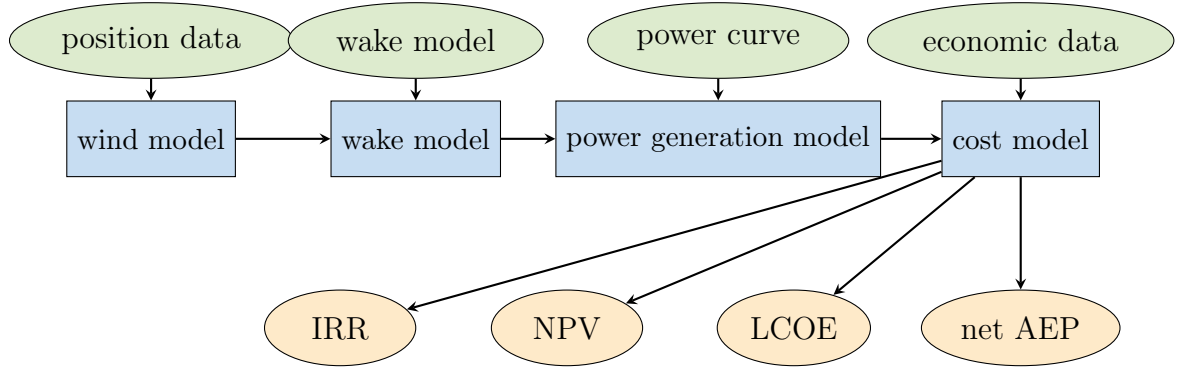 position data
wake model
power curve
economic data
wind model
wake model
power generation model
cost model
IRR
NPV
LCOE
net AEP